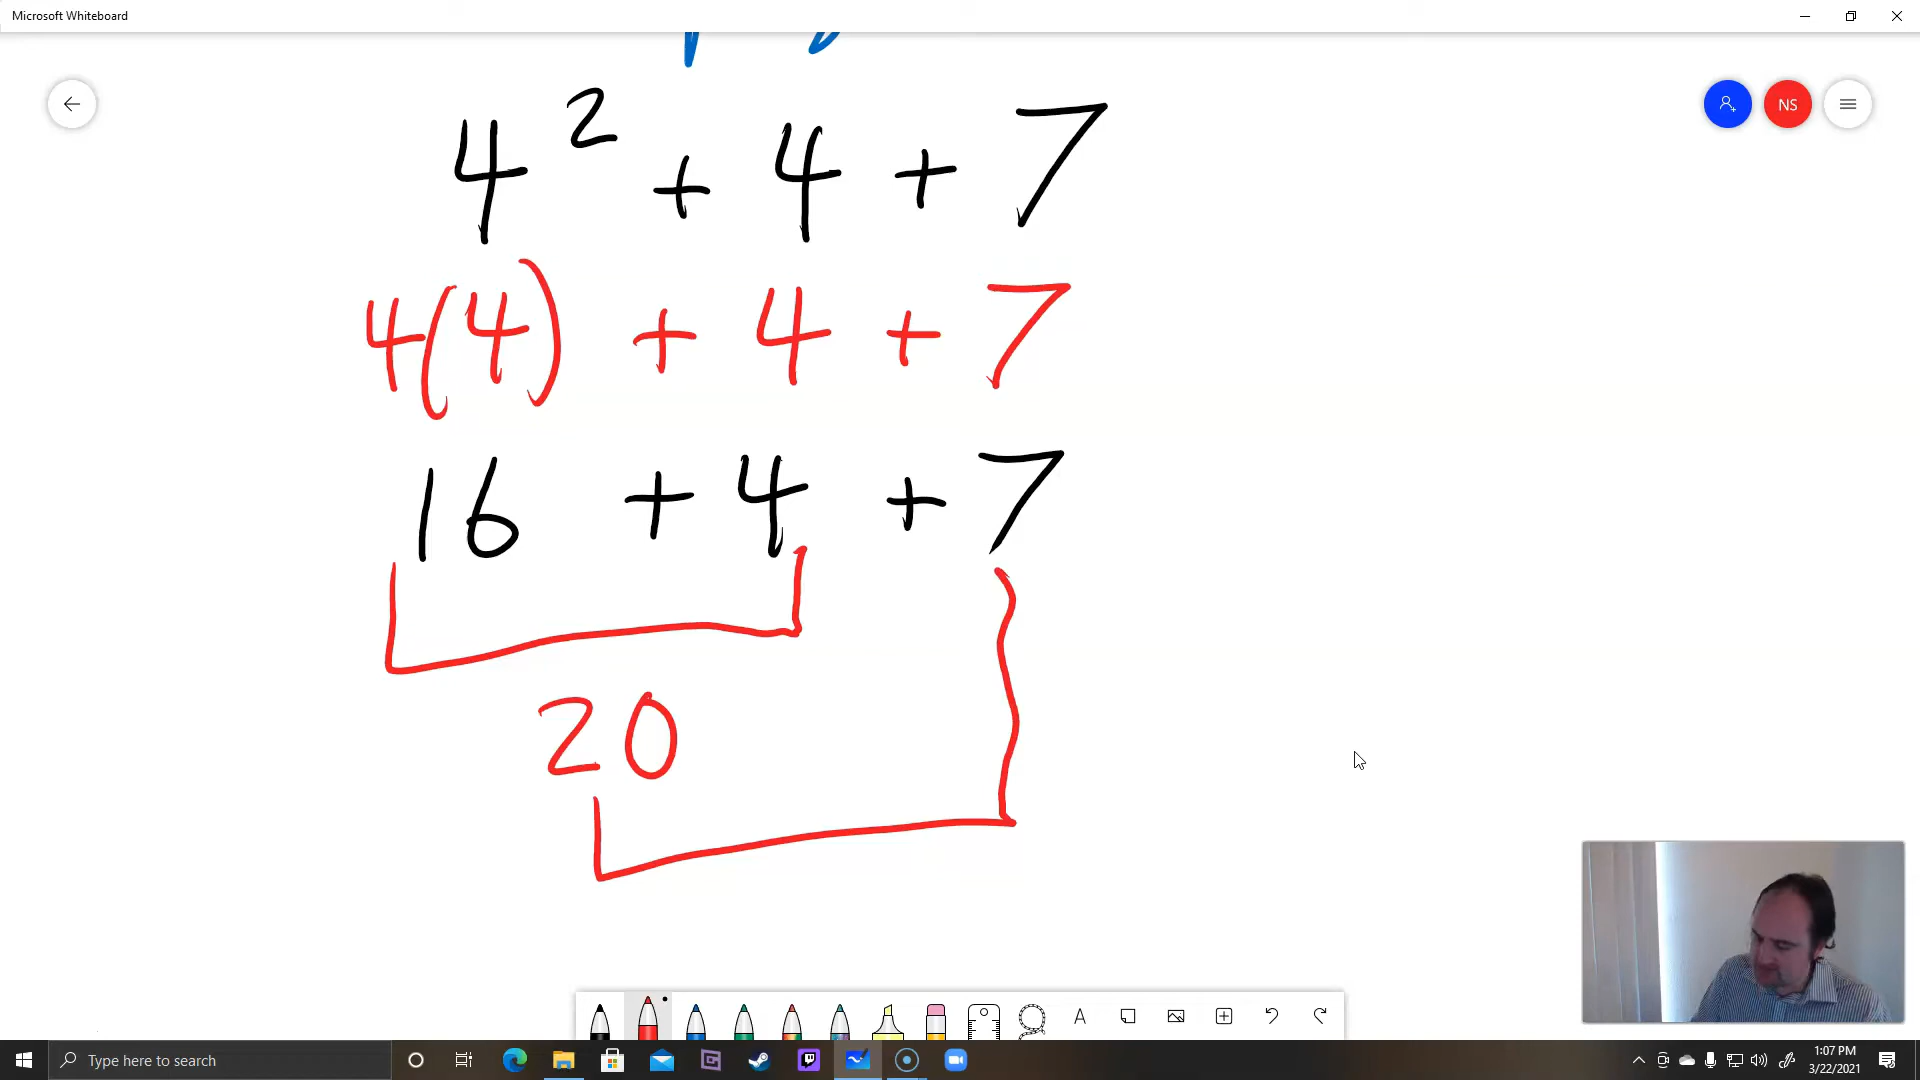 Microsoft Whiteboard
NS
4² + 4 + 7
4(4) + 4 + 7
16 + 4 + 7
20
A
Type here to search
1:07 PM
3/22/2021